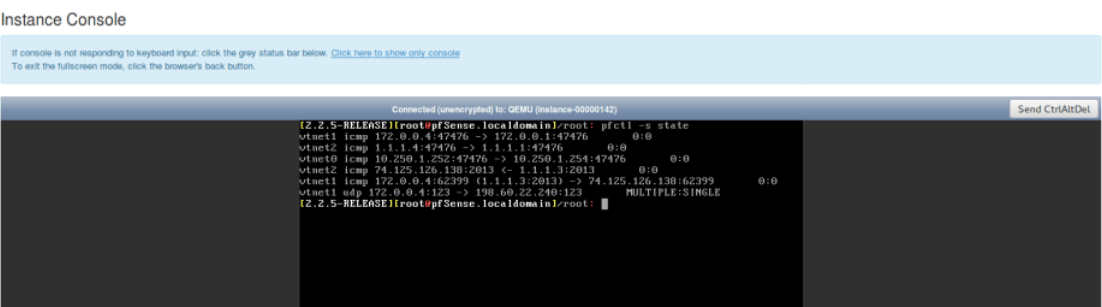 Instance Console
If console is not responding to keyboard input: click the grey status bar below. Click here to show only console
To exit the fullscreen mode, click the browser's back button.
Connected (unencrypted) to: QEMU (instance-00000142)
Send CtrlAltDel
[2.2.5-RELEASE][root@pfSense.localdomain]/root: pfctl -s state
vtnet1 icmp 172.0.0.4:47476 -> 172.0.0.1:47476 0:0
vtnet2 icmp 1.1.1.4:47476 -> 1.1.1.1:47476 0:0
vtnet0 icmp 10.250.1.252:47476 -> 10.250.1.254:47476 0:0
vtnet2 icmp 74.125.126.138:2013 <- 1.1.1.3:2013 0:0
vtnet1 icmp 172.0.0.4:62399 (1.1.1.3:2013) -> 74.125.126.138:62399 0:0
vtnet1 udp 172.0.0.4:123 -> 198.60.22.240:123 MULTIPLE:SINGLE
[2.2.5-RELEASE][root@pfSense.localdomain]/root: